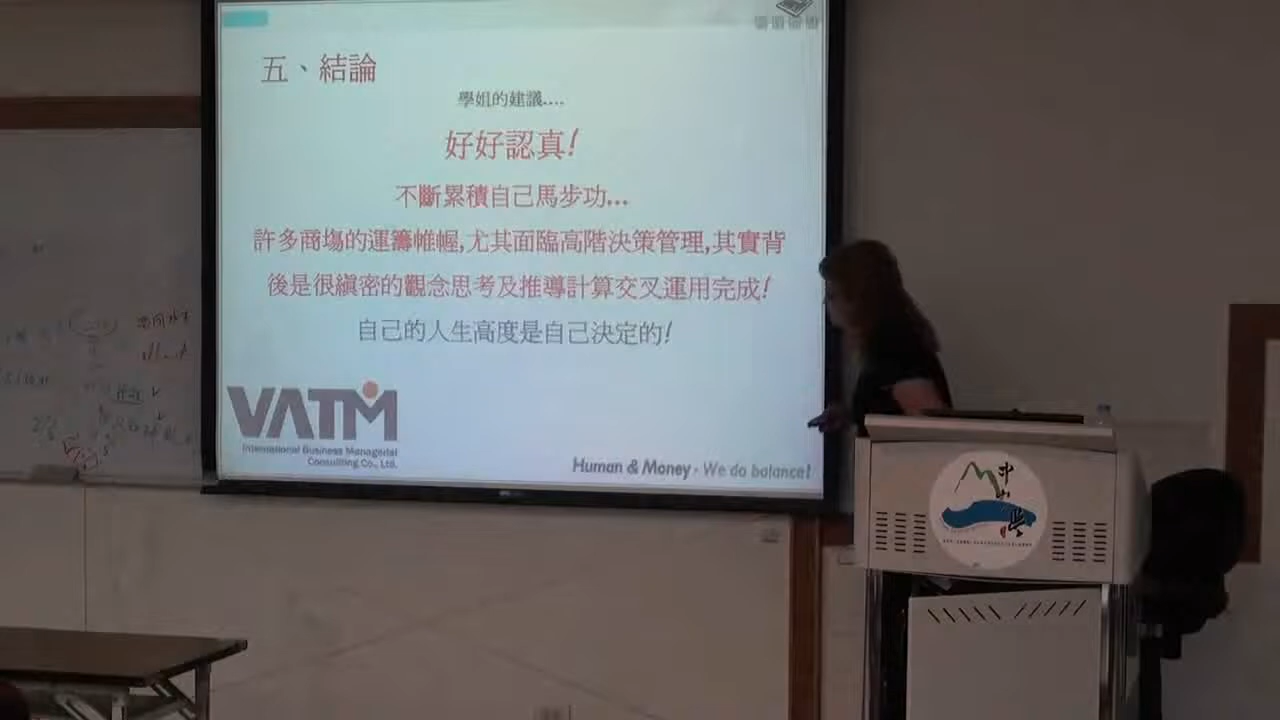 五、結論
學姐的建議....
好好認真!
不斷累積自己馬步功...
許多商場的運籌帷幄,尤其面臨高階決策管理,其實背
後是很縝密的觀念思考及推導計算交叉運用完成!
自己的人生高度是自己決定的!
VATM
International Business Managerial
Consulting Co., Ltd.
Human & Money - We do balance!
中山學